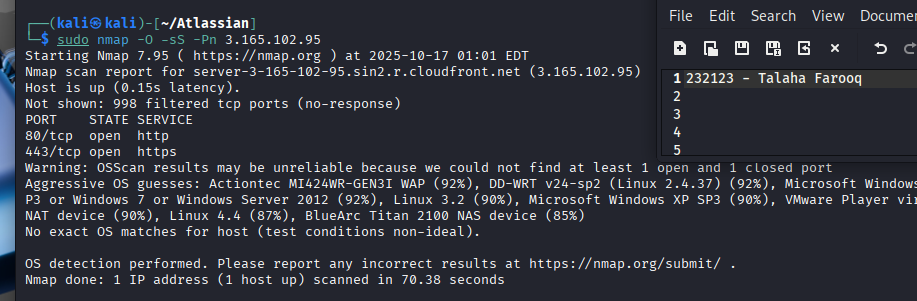 ┌──(kali㉿kali)-[~/Atlassian]
└─$ sudo nmap -O -sS -Pn 3.165.102.95
Starting Nmap 7.95 ( https://nmap.org ) at 2025-10-17 01:01 EDT
Nmap scan report for server-3-165-102-95.sin2.r.cloudfront.net (3.165.102.95)
Host is up (0.15s latency).
Not shown: 998 filtered tcp ports (no-response)
PORT    STATE SERVICE
80/tcp  open  http
443/tcp open  https
Warning: OSScan results may be unreliable because we could not find at least 1 open and 1 closed port
Aggressive OS guesses: Actiontec MI424WR-GEN3I WAP (92%), DD-WRT v24-sp2 (Linux 2.4.37) (92%), Microsoft Windows
P3 or Windows 7 or Windows Server 2012 (92%), Linux 3.2 (90%), Microsoft Windows XP SP3 (90%), VMware Player
NAT device (90%), Linux 4.4 (87%), BlueArc Titan 2100 NAS device (85%)
No exact OS matches for host (test conditions non-ideal).
OS detection performed. Please report any incorrect results at https://nmap.org/submit/ .
Nmap done: 1 IP address (1 host up) scanned in 70.38 seconds
File Edit Search View
1 232123 - Talaha Farooq
2
3
4
5